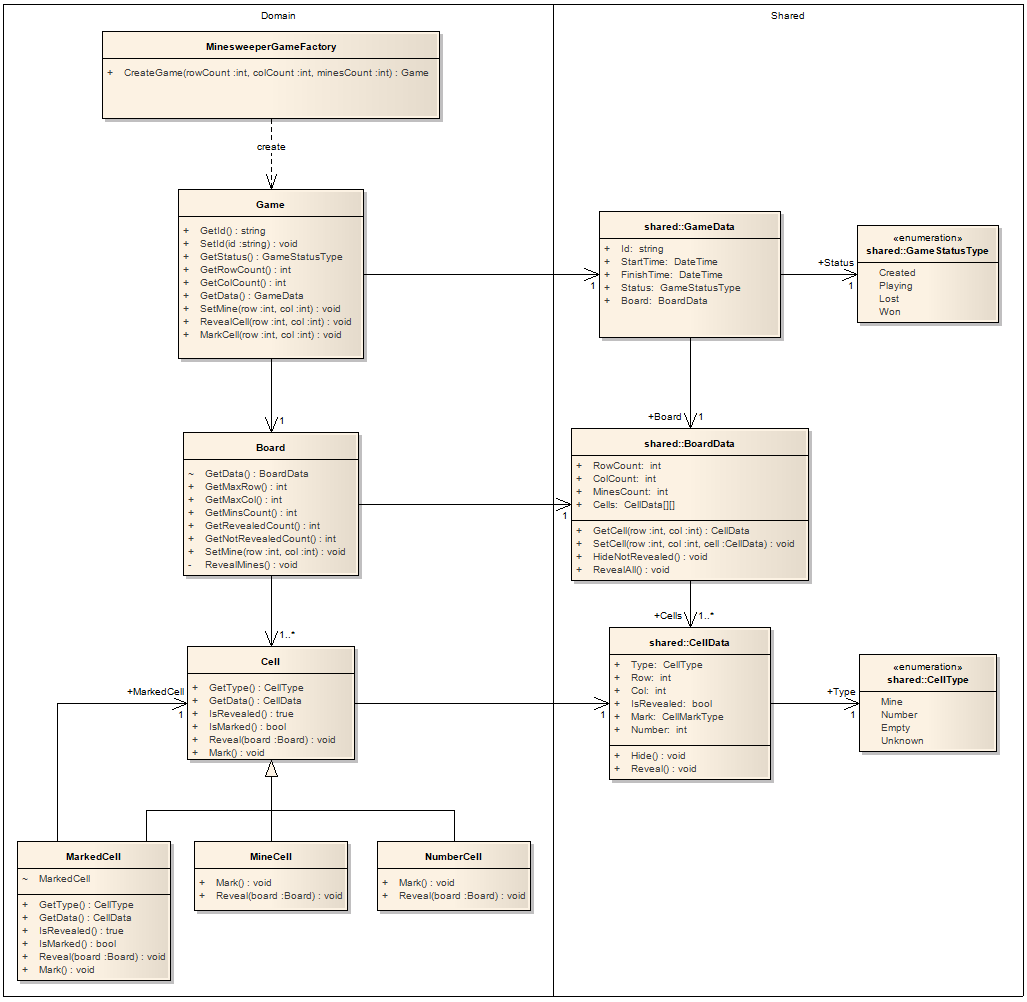 Domain
Shared
MinesweeperGameFactory
+ CreateGame(rowCount :int, colCount :int, minesCount :int) : Game
create
Game
+ GetId() : string
+ SetId(id :string) : void
+ GetStatus() : GameStatusType
+ GetRowCount() : int
+ GetColCount() : int
+ GetData() : GameData
+ SetMine(row :int, col :int) : void
+ RevealCell(row :int, col :int) : void
+ MarkCell(row :int, col :int) : void
1
shared::GameData
+ Id: string
+ StartTime: DateTime
+ FinishTime: DateTime
+ Status: GameStatusType
+ Board: BoardData
+Status
1
«enumeration»
shared::GameStatusType
Created
Playing
Lost
Won
1
+Board
1
Board
~ GetData() : BoardData
+ GetMaxRow() : int
+ GetMaxCol() : int
+ GetMinsCount() : int
+ GetRevealedCount() : int
+ GetNotRevealedCount() : int
+ SetMine(row :int, col :int) : void
- RevealMines() : void
1
shared::BoardData
+ RowCount: int
+ ColCount: int
+ MinesCount: int
+ Cells: CellData[][]
+ GetCell(row :int, col :int) : CellData
+ SetCell(row :int, col :int, cell :CellData) : void
+ HideNotRevealed() : void
+ RevealAll() : void
1..*
+Cells
1..*
Cell
+ GetType() : CellType
+ GetData() : CellData
+ IsRevealed() : true
+ IsMarked() : bool
+ Reveal(board :Board) : void
+ Mark() : void
+MarkedCell
1
1
shared::CellData
+ Type: CellType
+ Row: int
+ Col: int
+ IsRevealed: bool
+ Mark: CellMarkType
+ Number: int
+ Hide() : void
+ Reveal() : void
+Type
1
«enumeration»
shared::CellType
Mine
Number
Empty
Unknown
MarkedCell
~ MarkedCell
+ GetType() : CellType
+ GetData() : CellData
+ IsRevealed() : true
+ IsMarked() : bool
+ Reveal(board :Board) : void
+ Mark() : void
MineCell
+ Mark() : void
+ Reveal(board :Board) : void
NumberCell
+ Mark() : void
+ Reveal(board :Board) : void